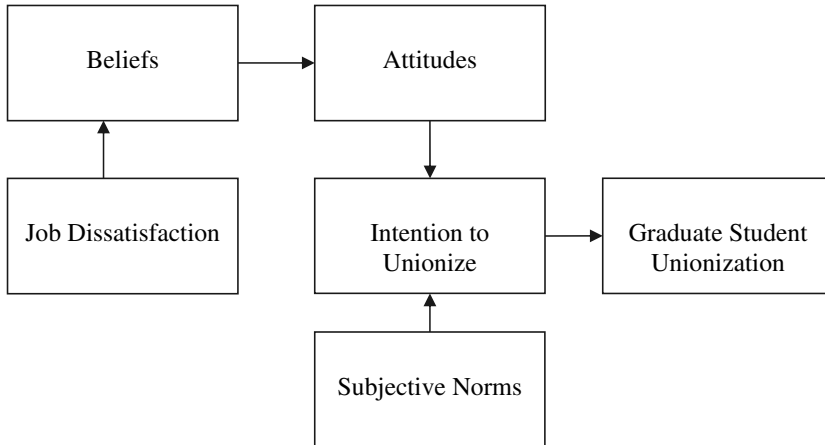 Beliefs
Attitudes
Job Dissatisfaction
Intention to
Unionize
Graduate Student
Unionization
Subjective Norms